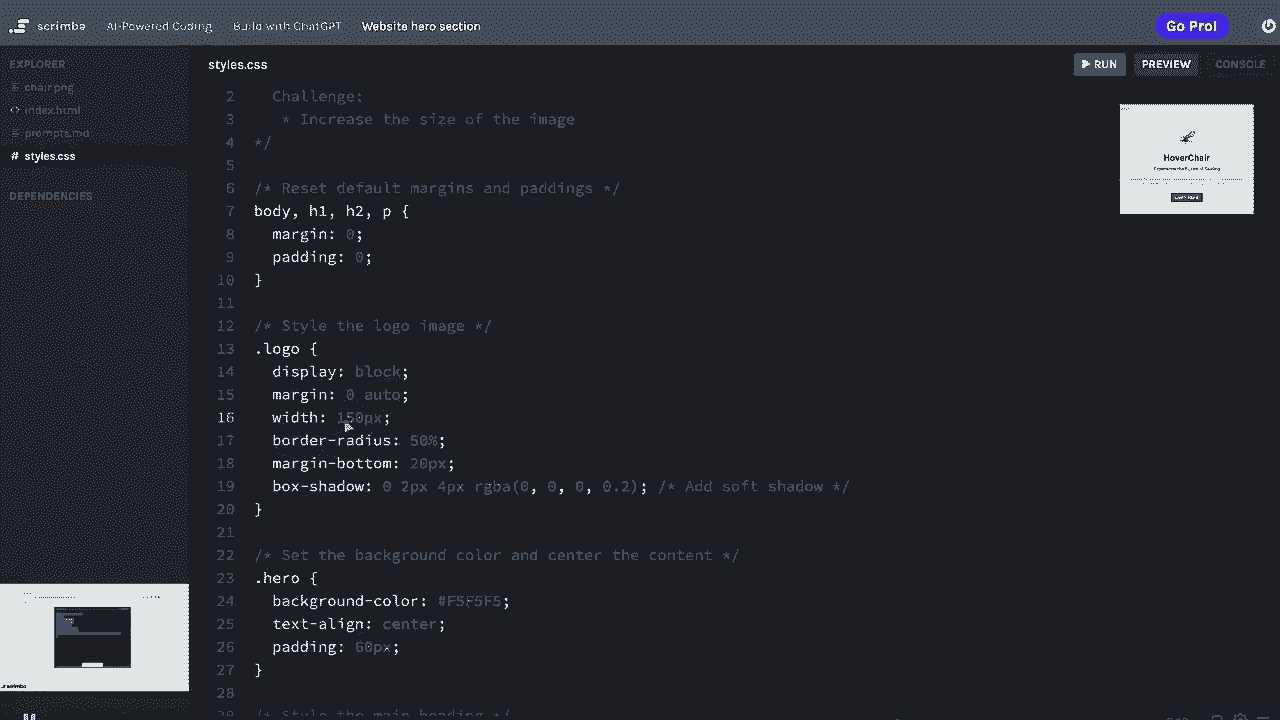 scrimba AI-Powered Coding Build with ChatGPT Website hero section Go Pro!
EXPLORER
chair.png
<> index.html
prompts.md
# styles.css
DEPENDENCIES
styles.css
RUN PREVIEW CONSOLE
2 Challenge:
3 * Increase the size of the image
4 */
5
6 /* Reset default margins and paddings */
7 body, h1, h2, p {
8 margin: 0;
9 padding: 0;
10 }
11
12 /* Style the logo image */
13 .logo {
14 display: block;
15 margin: 0 auto;
16 width: 150px;
17 border-radius: 50%;
18 margin-bottom: 20px;
19 box-shadow: 0 2px 4px rgba(0, 0, 0, 0.2); /* Add soft shadow */
20 }
21
22 /* Set the background color and center the content */
23 .hero {
24 background-color: #F5F5F5;
25 text-align: center;
26 padding: 60px;
27 }
28
29 /* Style the main heading */
HoverChair
scrimba